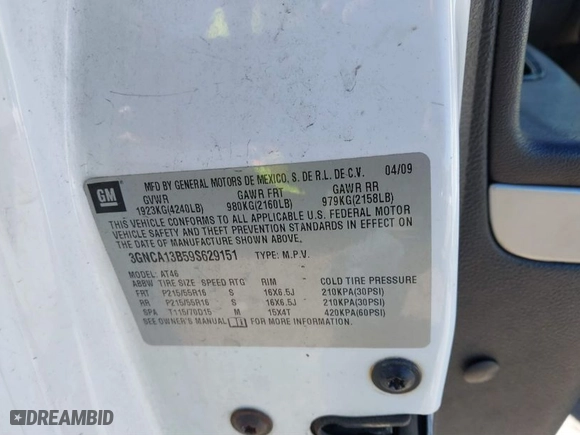 GM
MFD BY GENERAL MOTORS DE MEXICO, S. DE R.L. DE C.V. 04/09
GVWR GAWR FRT GAWR RR
1923KG(4240LB) 980KG(2160LB) 979KG(2158LB)
THIS VEHICLE CONFORMS TO ALL APPLICABLE U.S. FEDERAL MOTOR
VEHICLE SAFETY AND THEFT PREVENTION STANDARDS IN EFFECT ON
THE DATE OF MANUFACTURE SHOWN ABOVE.
3GNCA13B59S629151 TYPE: M.P.V.
MODEL: AT46
ABBW TIRE SIZE SPEED RTG RIM COLD TIRE PRESSURE
FRT P215/55R16 S 16X6.5J 210KPA(30PSI)
RR P215/55R16 S 16X6.5J 210KPA(30PSI)
SPA T115/70D15 M 15X4T 420KPA(60PSI)
SEE OWNER'S MANUAL FOR MORE INFORMATION.
DREAMBID